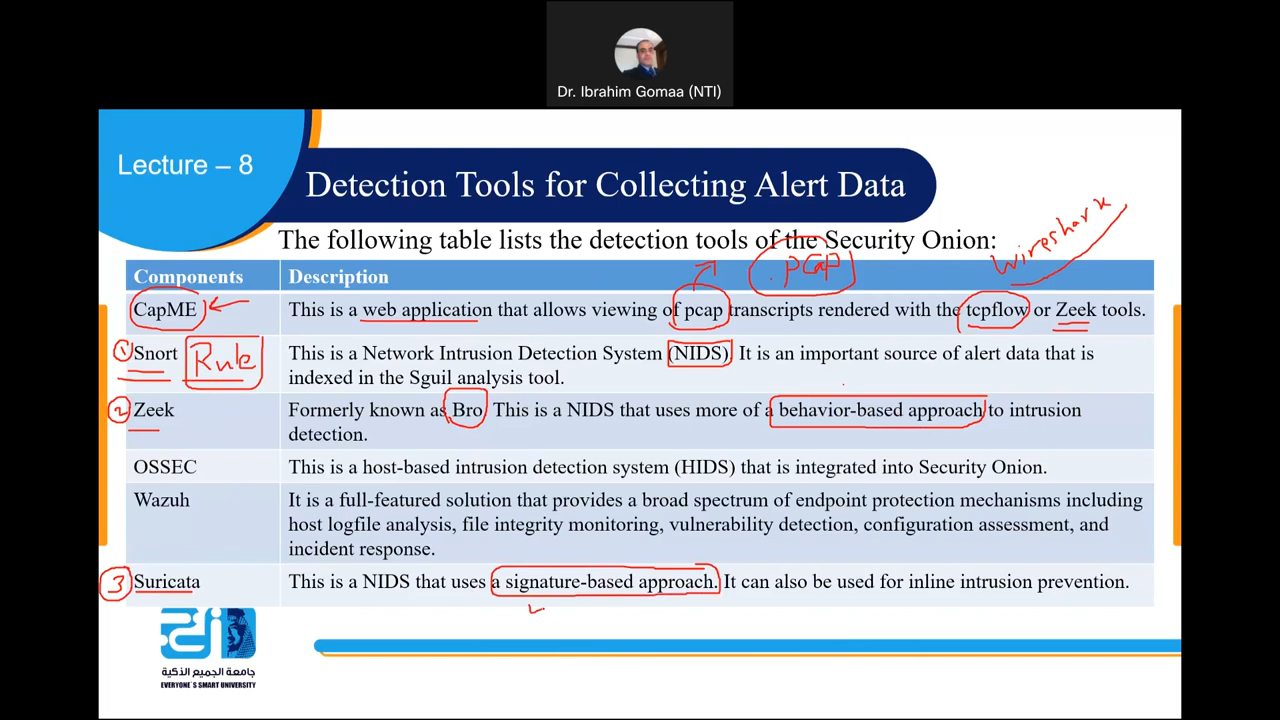 Dr. Ibrahim Gomaa (NTI)
Lecture – 8
Detection Tools for Collecting Alert Data
The following table lists the detection tools of the Security Onion:
Wireshark
pcap
Components Description
CapME This is a web application that allows viewing of pcap transcripts rendered with the tcpflow or Zeek tools.
1 Snort Rule This is a Network Intrusion Detection System (NIDS). It is an important source of alert data that is
indexed in the Sguil analysis tool.
2 Zeek Formerly known as Bro. This is a NIDS that uses more of a behavior-based approach to intrusion
detection.
OSSEC This is a host-based intrusion detection system (HIDS) that is integrated into Security Onion.
Wazuh It is a full-featured solution that provides a broad spectrum of endpoint protection mechanisms including
host logfile analysis, file integrity monitoring, vulnerability detection, configuration assessment, and
incident response.
3 Suricata This is a NIDS that uses a signature-based approach. It can also be used for inline intrusion prevention.
جامعة الجميع الذكية
EVERYONE'S SMART UNIVERSITY